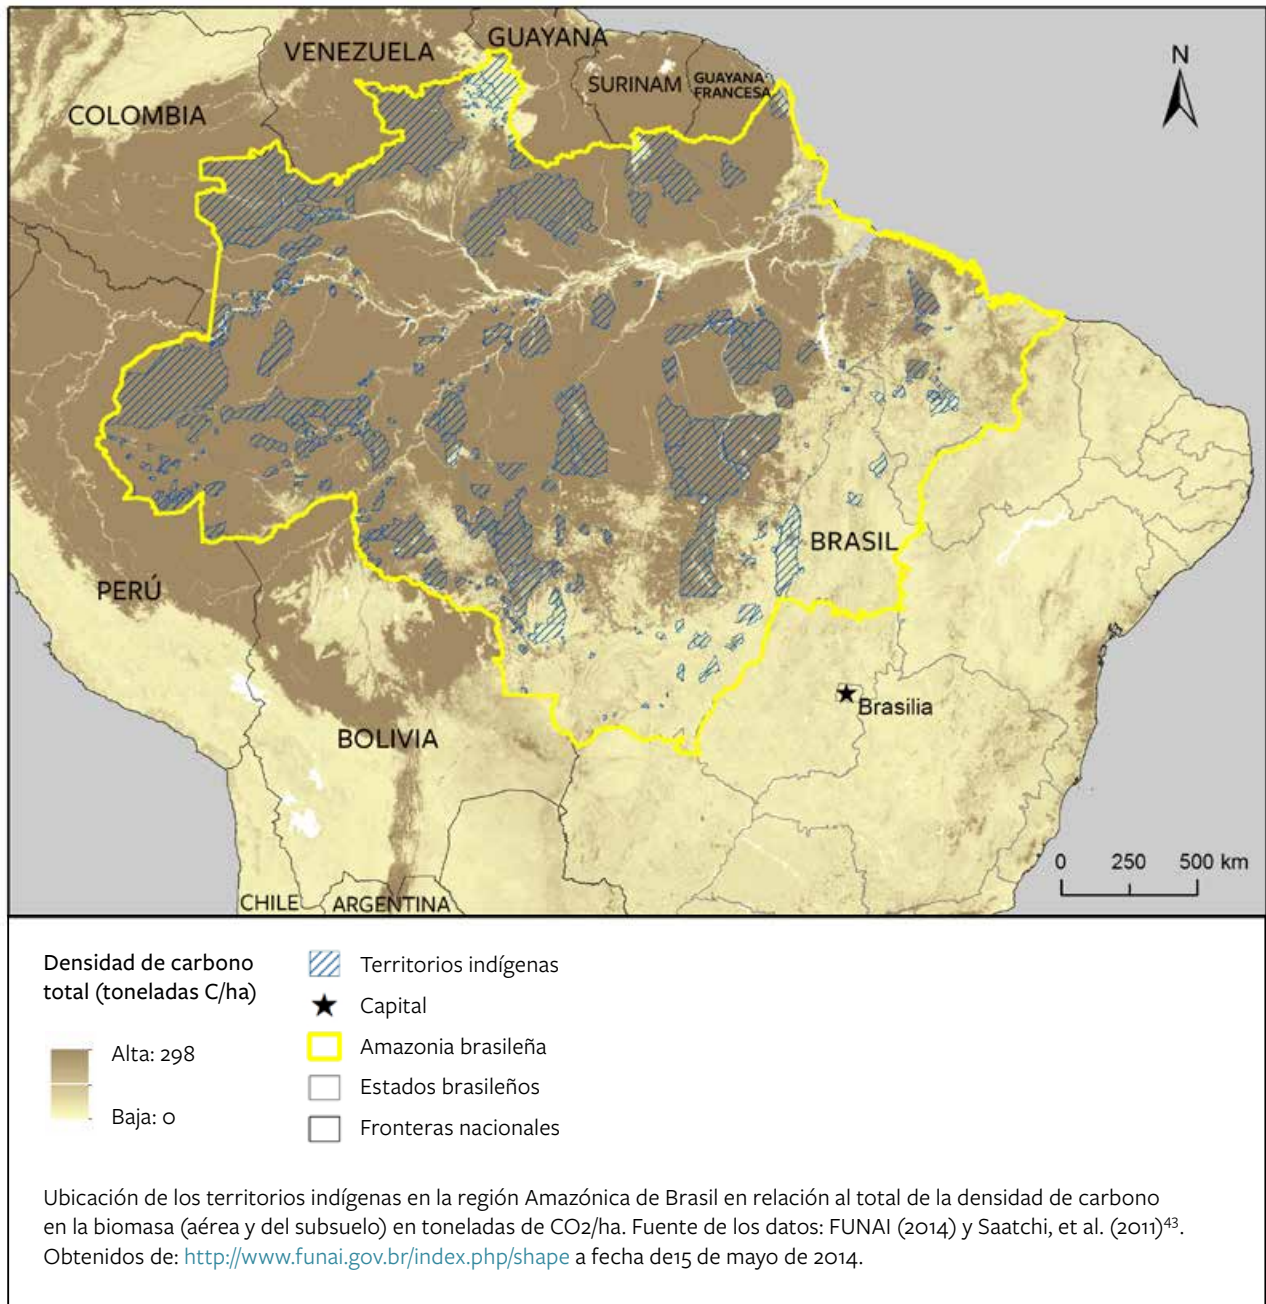 GUAYANA
VENEZUELA
N
SURINAM
GUAYANA
FRANCESA
COLOMBIA
BRASIL
PERÚ
Brasilia
BOLIVIA
0 250 500 km
CHILE
ARGENTINA
Densidad de carbono
total (toneladas C/ha)
Alta: 298
Baja: 0
Territorios indígenas
Capital
Amazonia brasileña
Estados brasileños
Fronteras nacionales
Ubicación de los territorios indígenas en la región Amazónica de Brasil en relación al total de la densidad de carbono
en la biomasa (aérea y del subsuelo) en toneladas de CO2/ha. Fuente de los datos: FUNAI (2014) y Saatchi, et al. (2011)⁴³.
Obtenidos de: http://www.funai.gov.br/index.php/shape a fecha de15 de mayo de 2014.